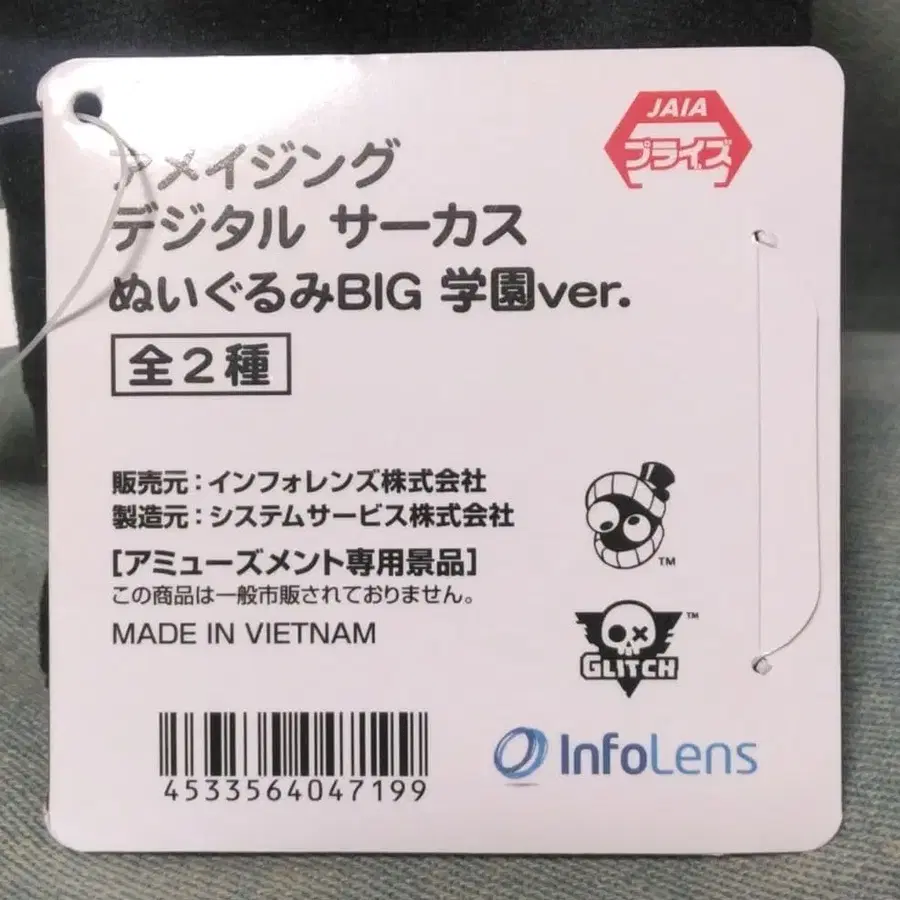 JAIA
プライズ
アメイジング
デジタル サーカス
ぬいぐるみBIG 学園ver.
全2種
販売元：インフォレンズ株式会社
製造元：システムサービス株式会社
[アミューズメント専用景品]
この商品は一般市販されておりません。
MADE IN VIETNAM
TM
GLITCH
TM
4533564047199
InfoLens